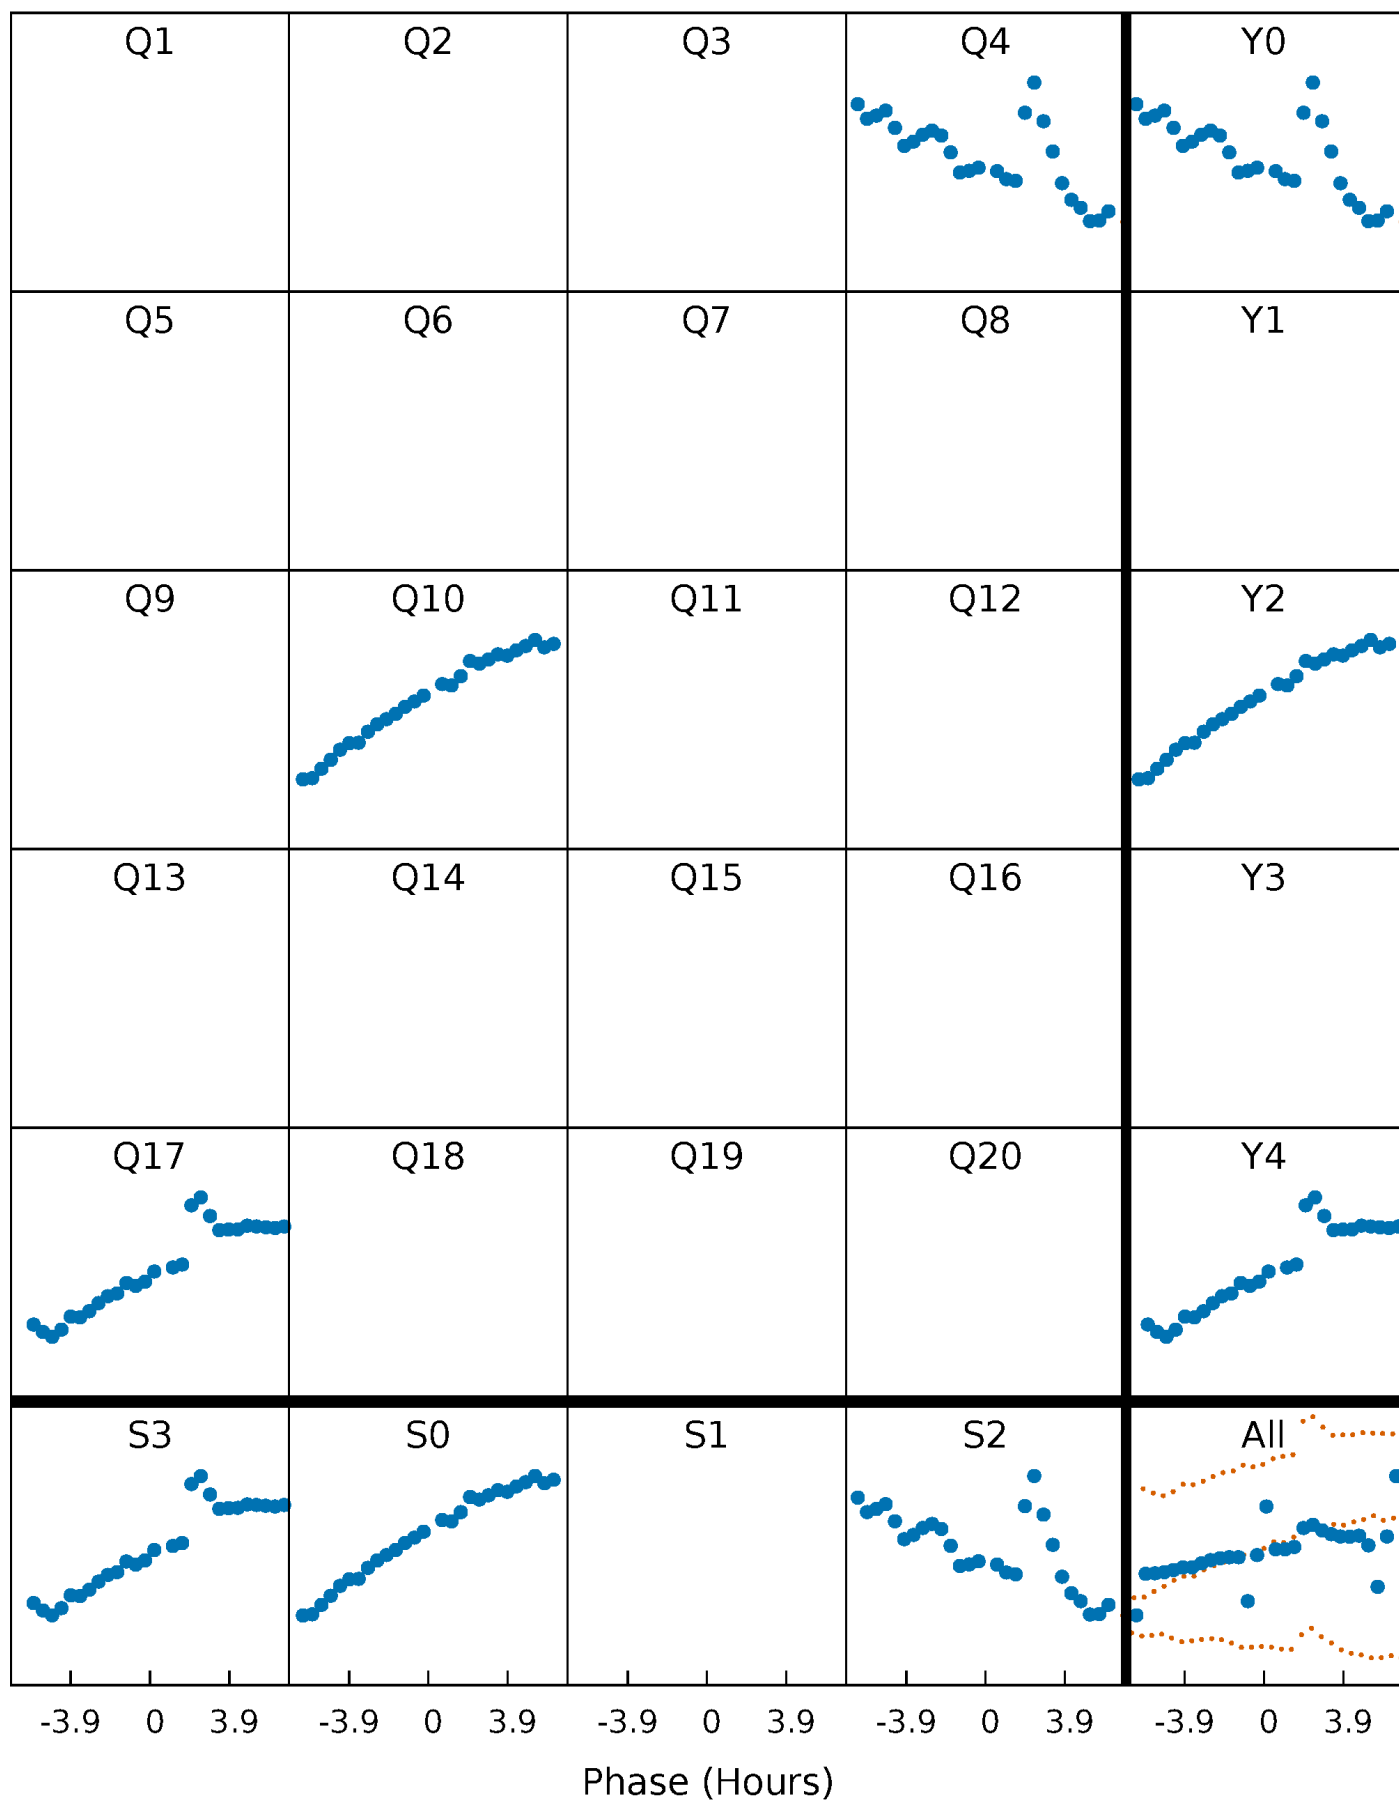 Q1 Q2 Q3 Q4 Y0
Q5 Q6 Q7 Q8 Y1
Q9 Q10 Q11 Q12 Y2
Q13 Q14 Q15 Q16 Y3
Q17 Q18 Q19 Q20 Y4
S3 S0 S1 S2 All
-3.9 0 3.9 -3.9 0 3.9 -3.9 0 3.9 -3.9 0 3.9 -3.9 0 3.9
Phase (Hours)